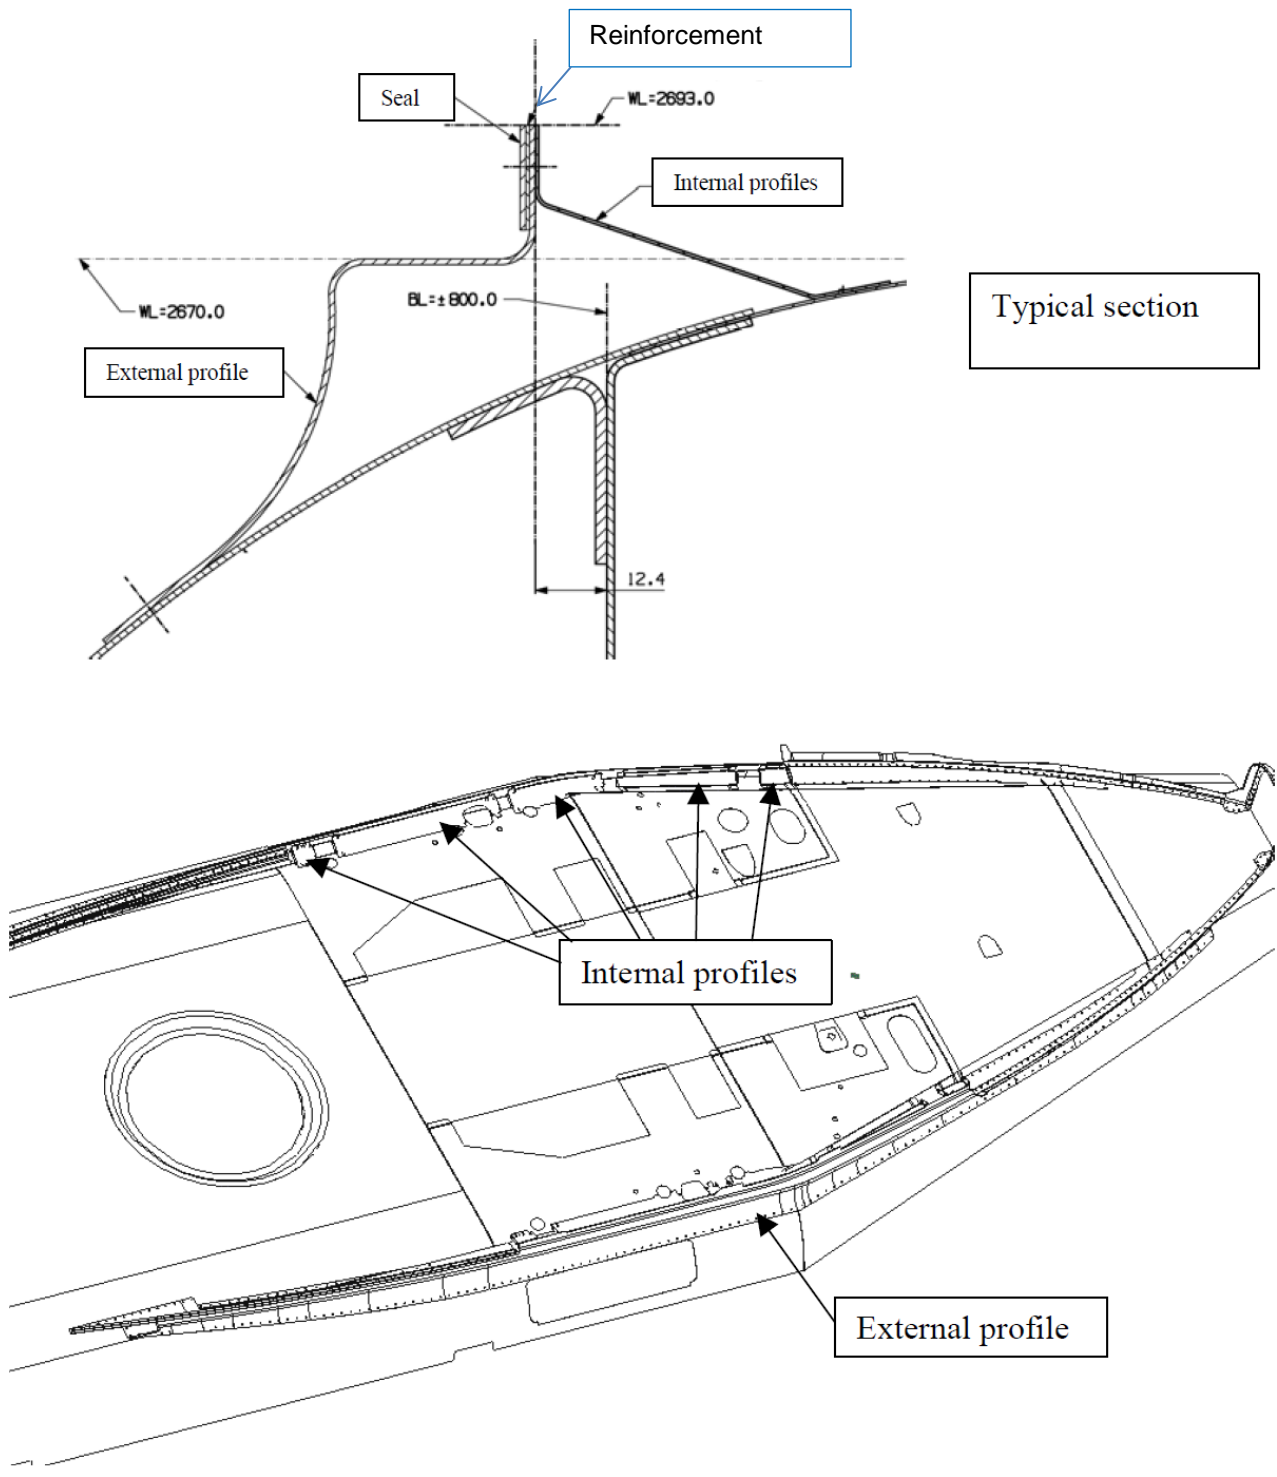 Reinforcement
Seal
WL=2693.0
Internal profiles
WL=2670.0
BL=±800.0
Typical section
External profile
12.4
Internal profiles
External profile